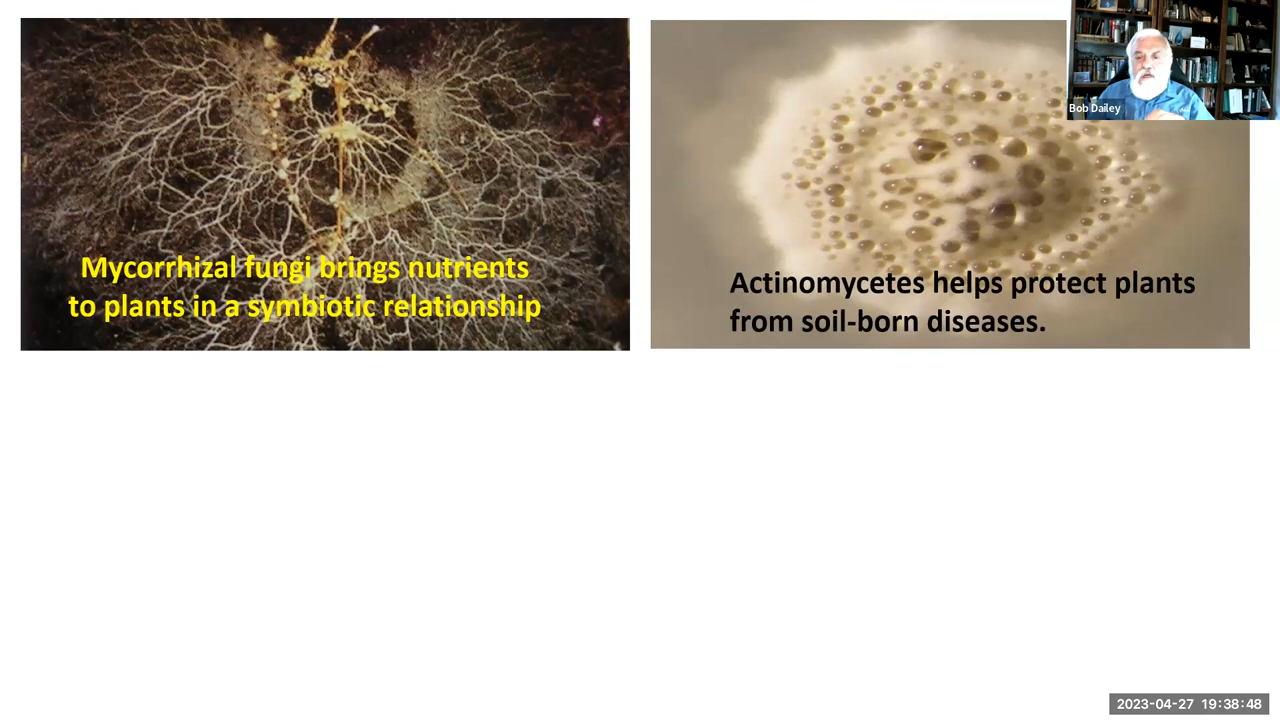 Bob Dailey
Mycorrhizal fungi brings nutrients
to plants in a symbiotic relationship
Actinomycetes helps protect plants
from soil-born diseases.
2023-04-27 19:38:48